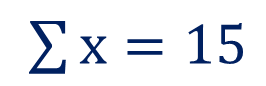 ∑ x = 15